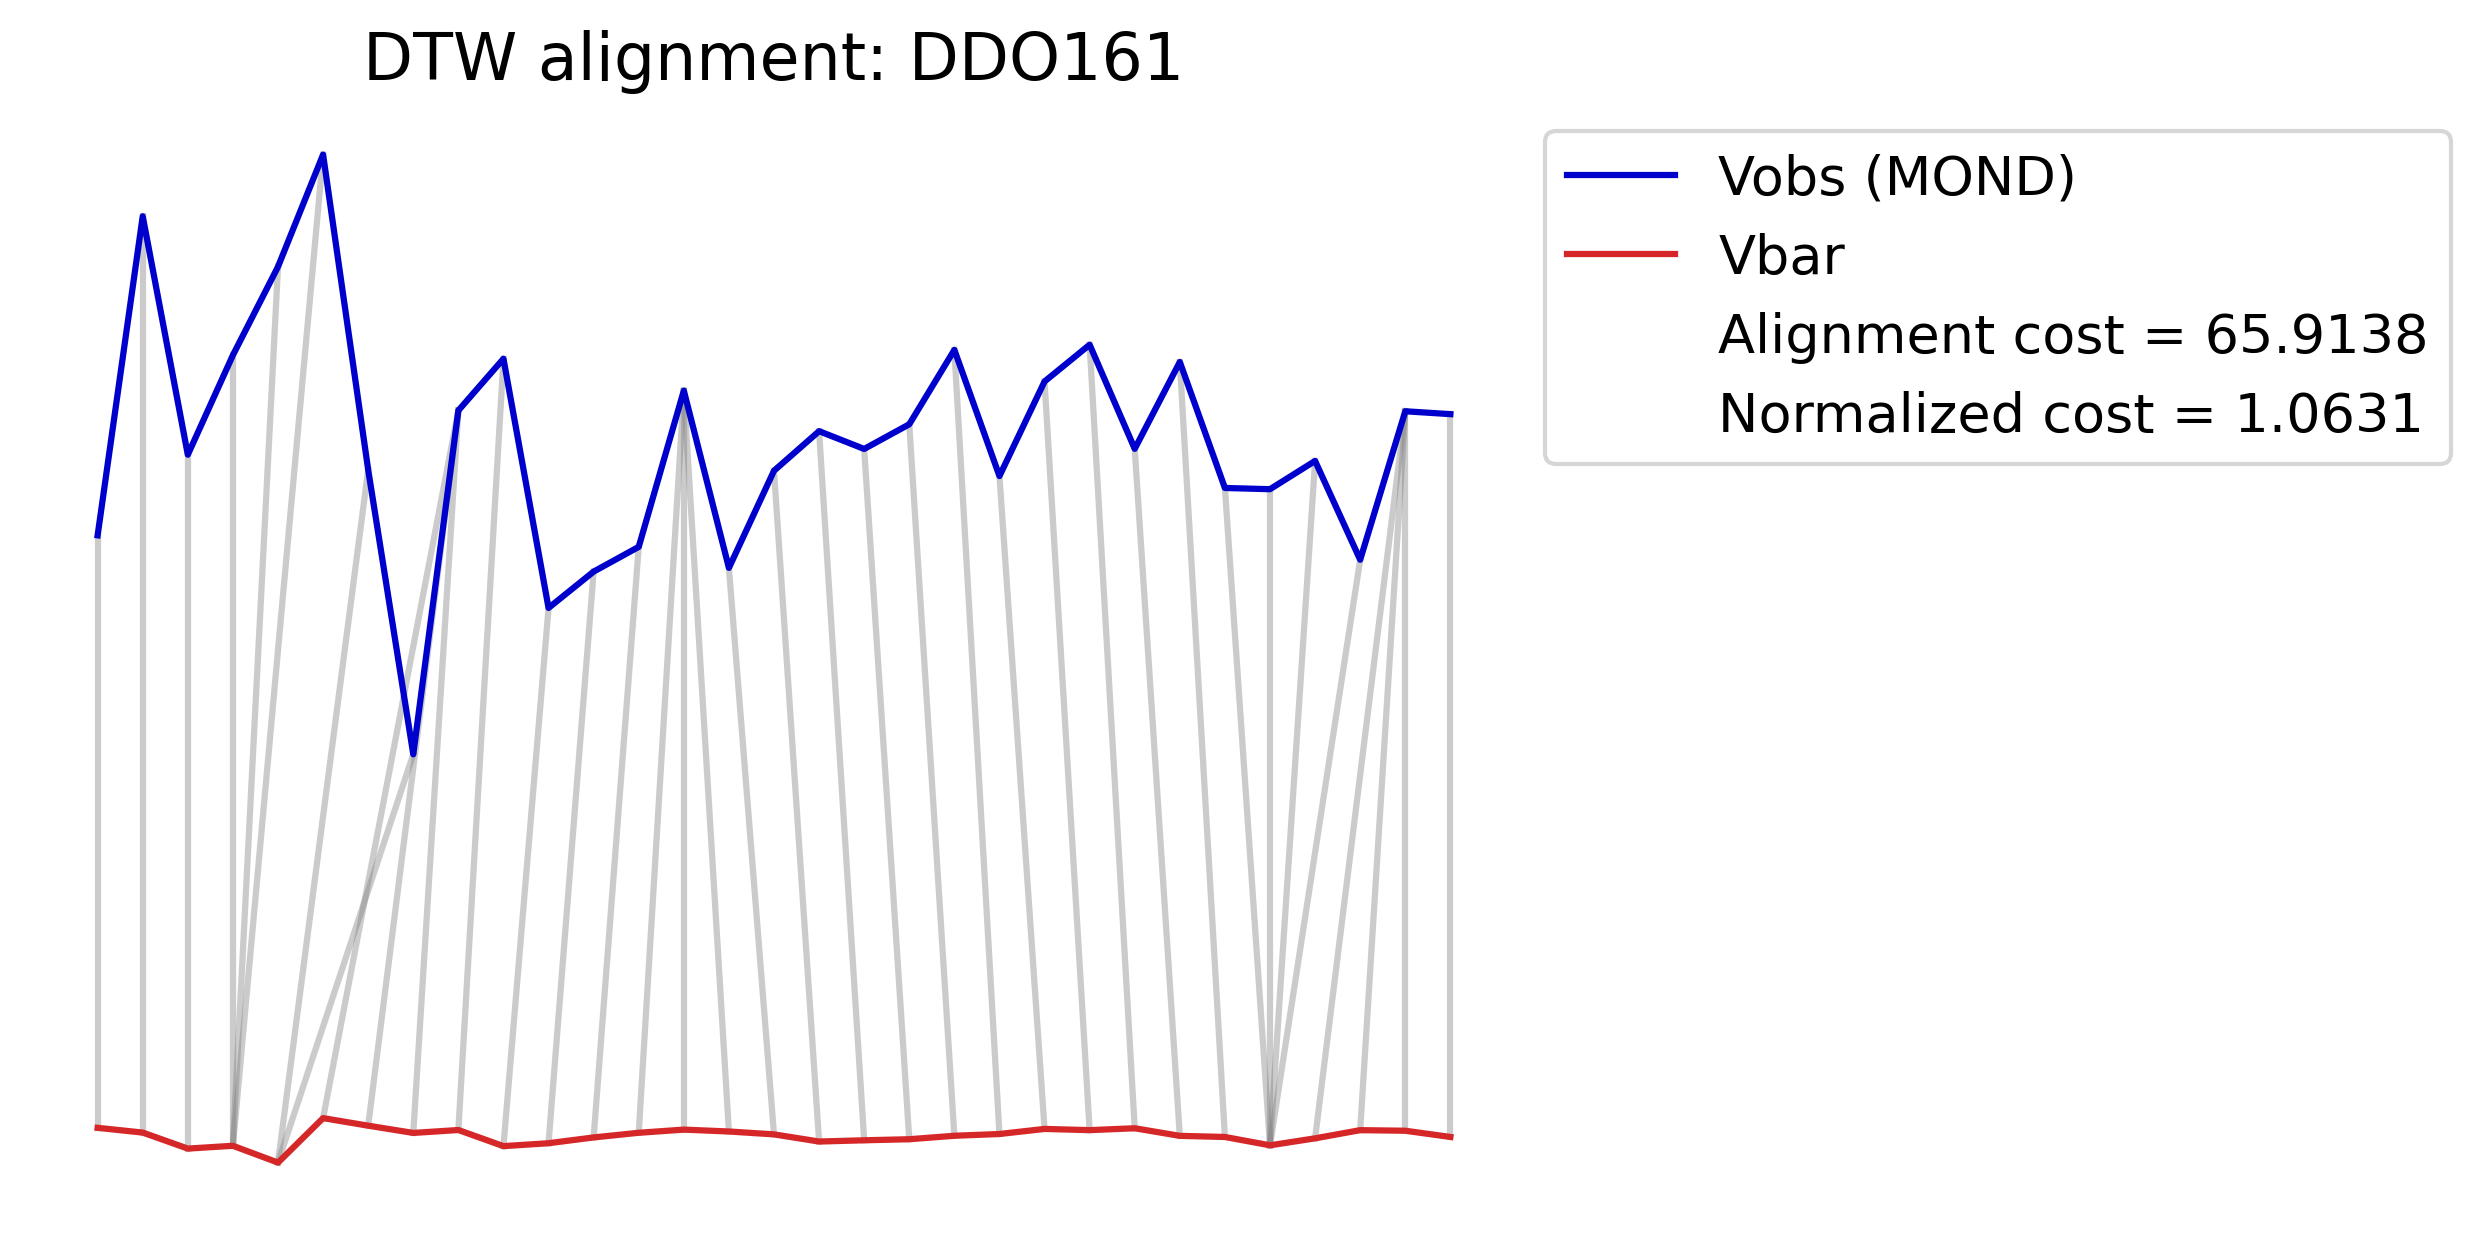 DTW alignment: DDO161
Vobs (MOND)
Vbar
Alignment cost = 65.9138
Normalized cost = 1.0631